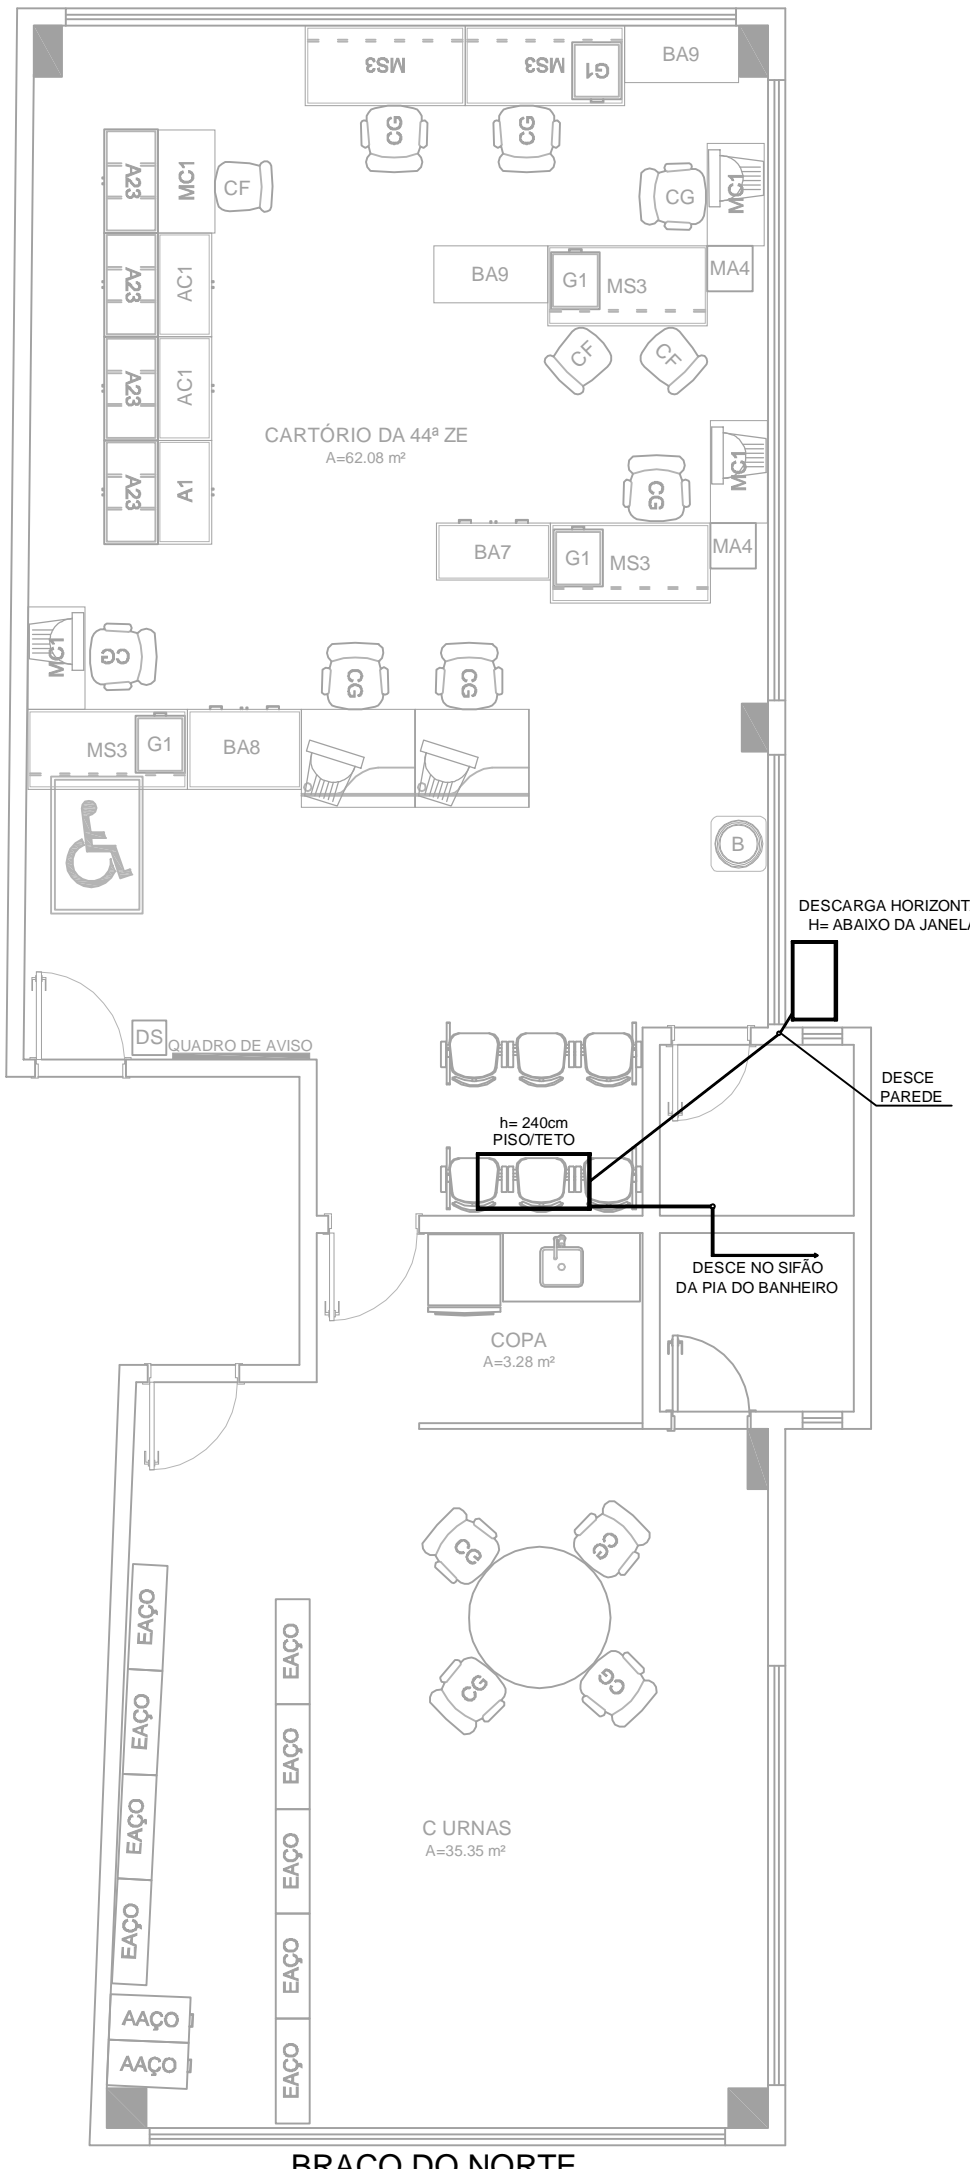 MS3
MS3
G1
BA9
CG
CG
A23
MC1
CF
CG
MC1
A23
AC1
BA9
G1
MS3
MA4
CF
CF
A23
AC1
CARTÓRIO DA 44ª ZE
A=62.08 m²
MC1
A23
A1
CG
BA7
G1
MS3
MA4
MC1
CG
CG
CG
MS3
G1
BA8
B
DESCARGA HORIZONT
H= ABAIXO DA JANELA
DS
QUADRO DE AVISO
DESCE
PAREDE
h= 240cm
PISO/TETO
DESCE NO SIFÃO
DA PIA DO BANHEIRO
COPA
A=3.28 m²
CG
CG
EAÇO
EAÇO
CG
CG
EAÇO
EAÇO
EAÇO
C URNAS
A=35.35 m²
EAÇO
EAÇO
EAÇO
AAÇO
AAÇO
EAÇO
BRAÇO DO NORTE